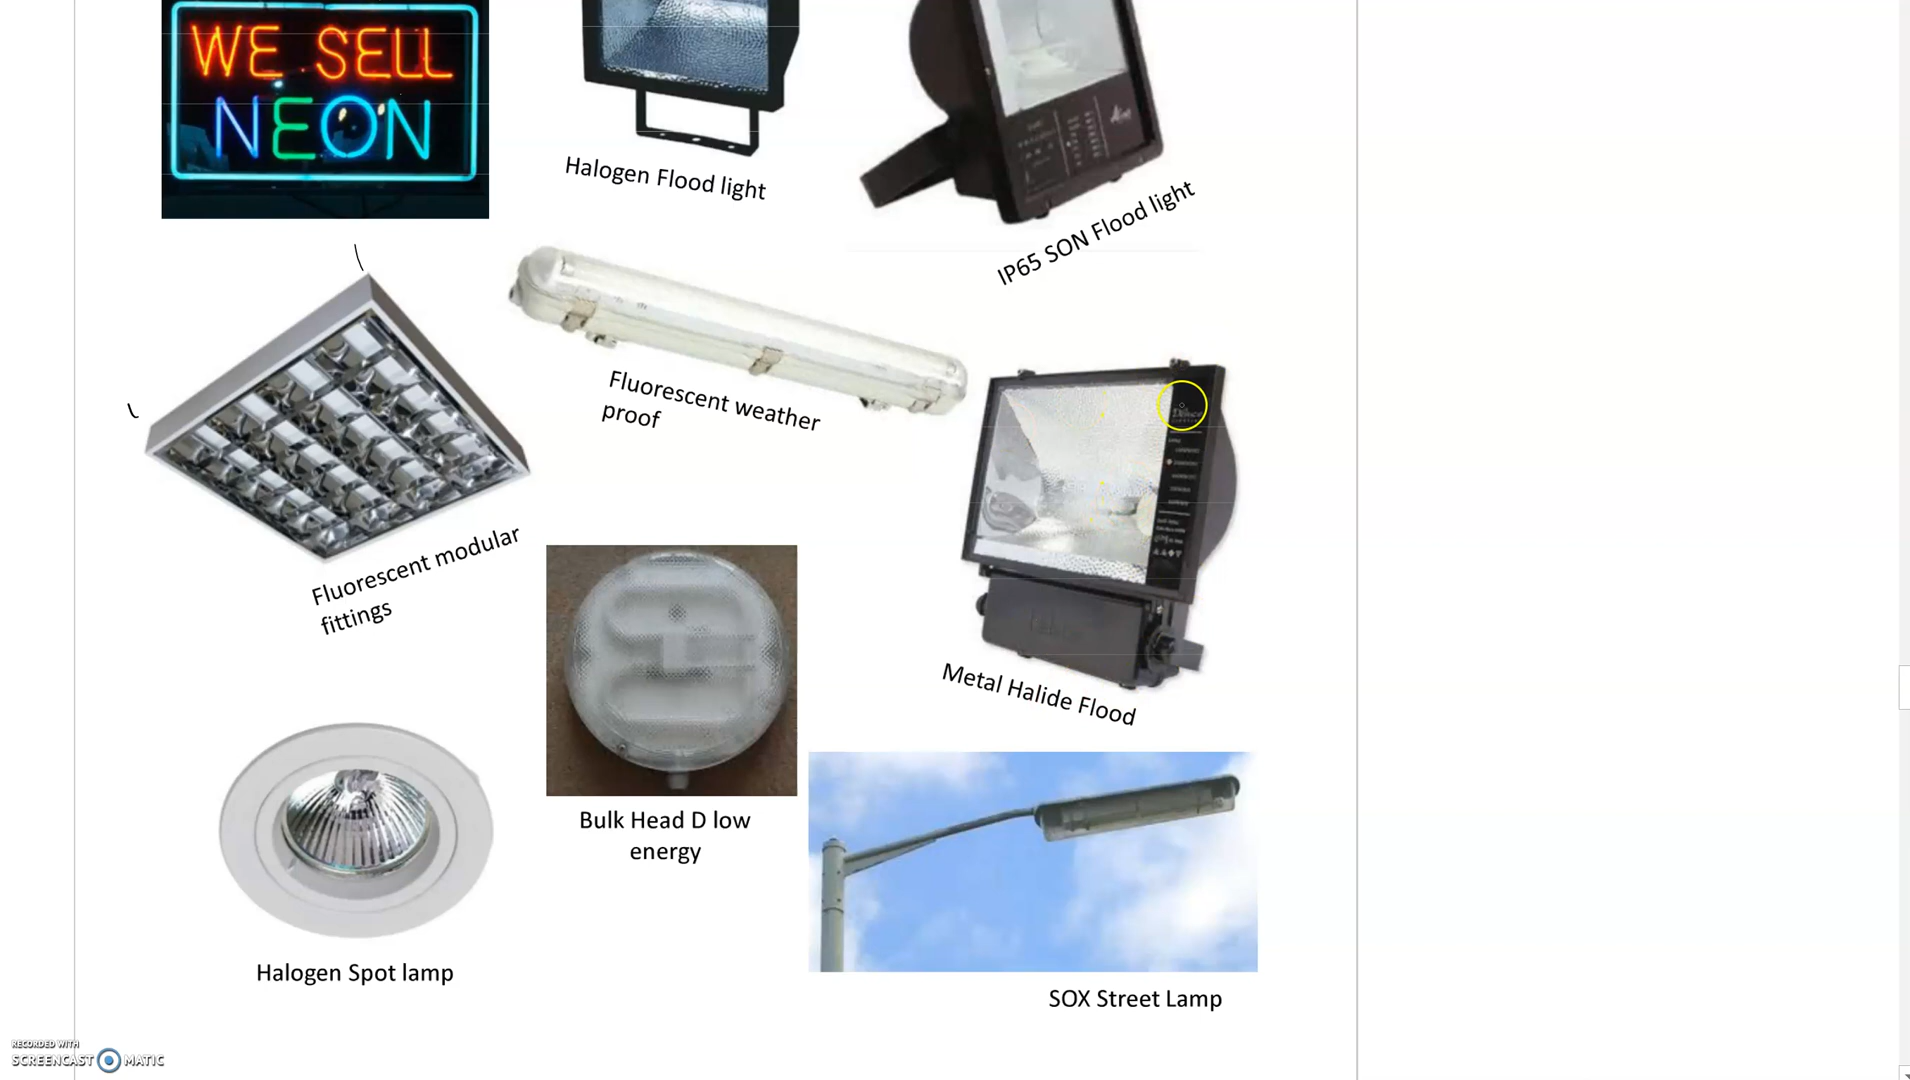 WE SELL
NEON
Halogen Flood light
IP65 SON Flood light
Fluorescent weather
proof
Fluorescent modular
fittings
Metal Halide Flood
Bulk Head D low
energy
Halogen Spot lamp
SOX Street Lamp
RECORDED WITH
SCREENCAST MATIC